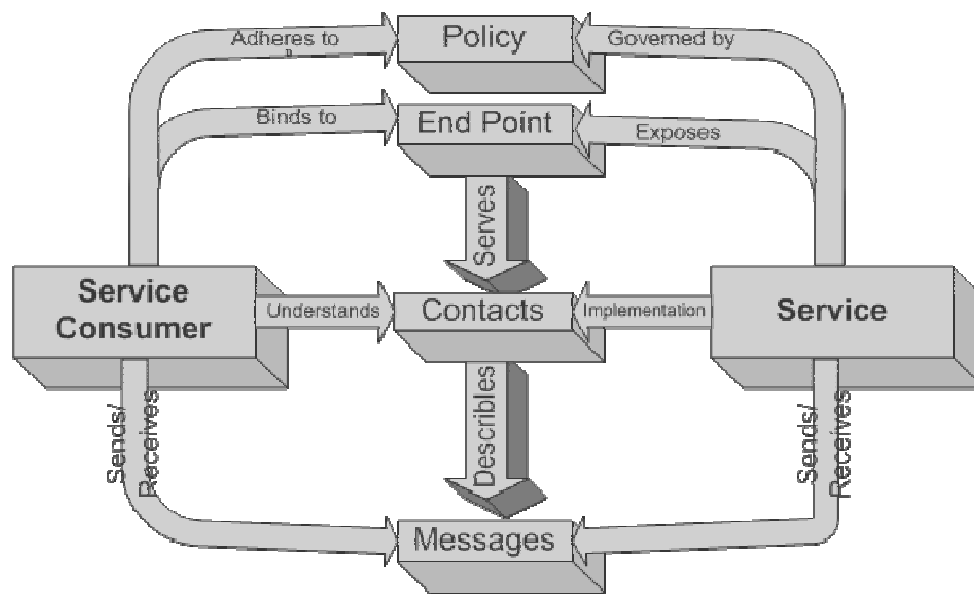 Adheres to
Policy
Governed by
Binds to
End Point
Exposes
Serves
Service
Consumer
Understands
Contacts
Implementation
Service
Describles
Sends/
Receives
Sends/
Receives
Messages